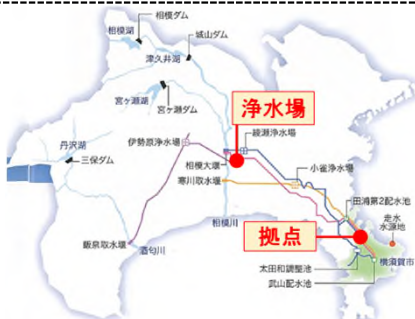 相模ダム
相模湖
城山ダム
津久井湖
宮ヶ瀬湖
宮ヶ瀬ダム
浄水場
丹沢湖
伊勢原浄水場
綾瀬浄水場
三保ダム
相模大堰
小雀浄水場
寒川取水堰
田浦第2配水池
走水
水源地
相模川
拠点
飯泉取水堰
酒匂川
横須賀市
太田和調整池
武山配水池